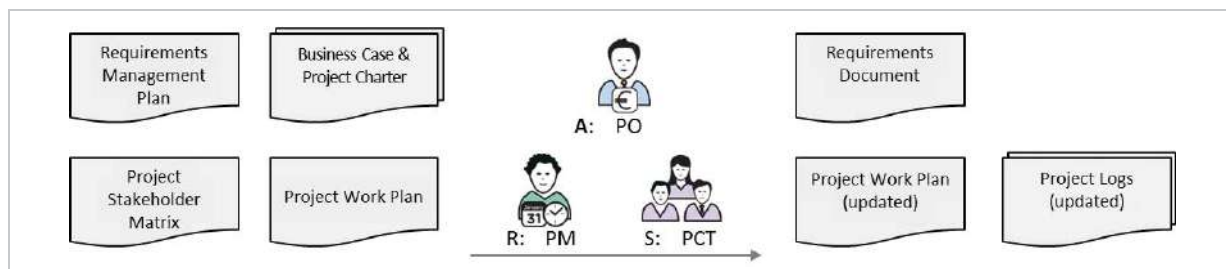 Requirements
Management
Plan
Business Case &
Project Charter
€
A: PO
Requirements
Document
Project
Stakeholder
Matrix
Project Work Plan
31
R: PM
S: PCT
Project Work Plan
(updated)
Project Logs
(updated)